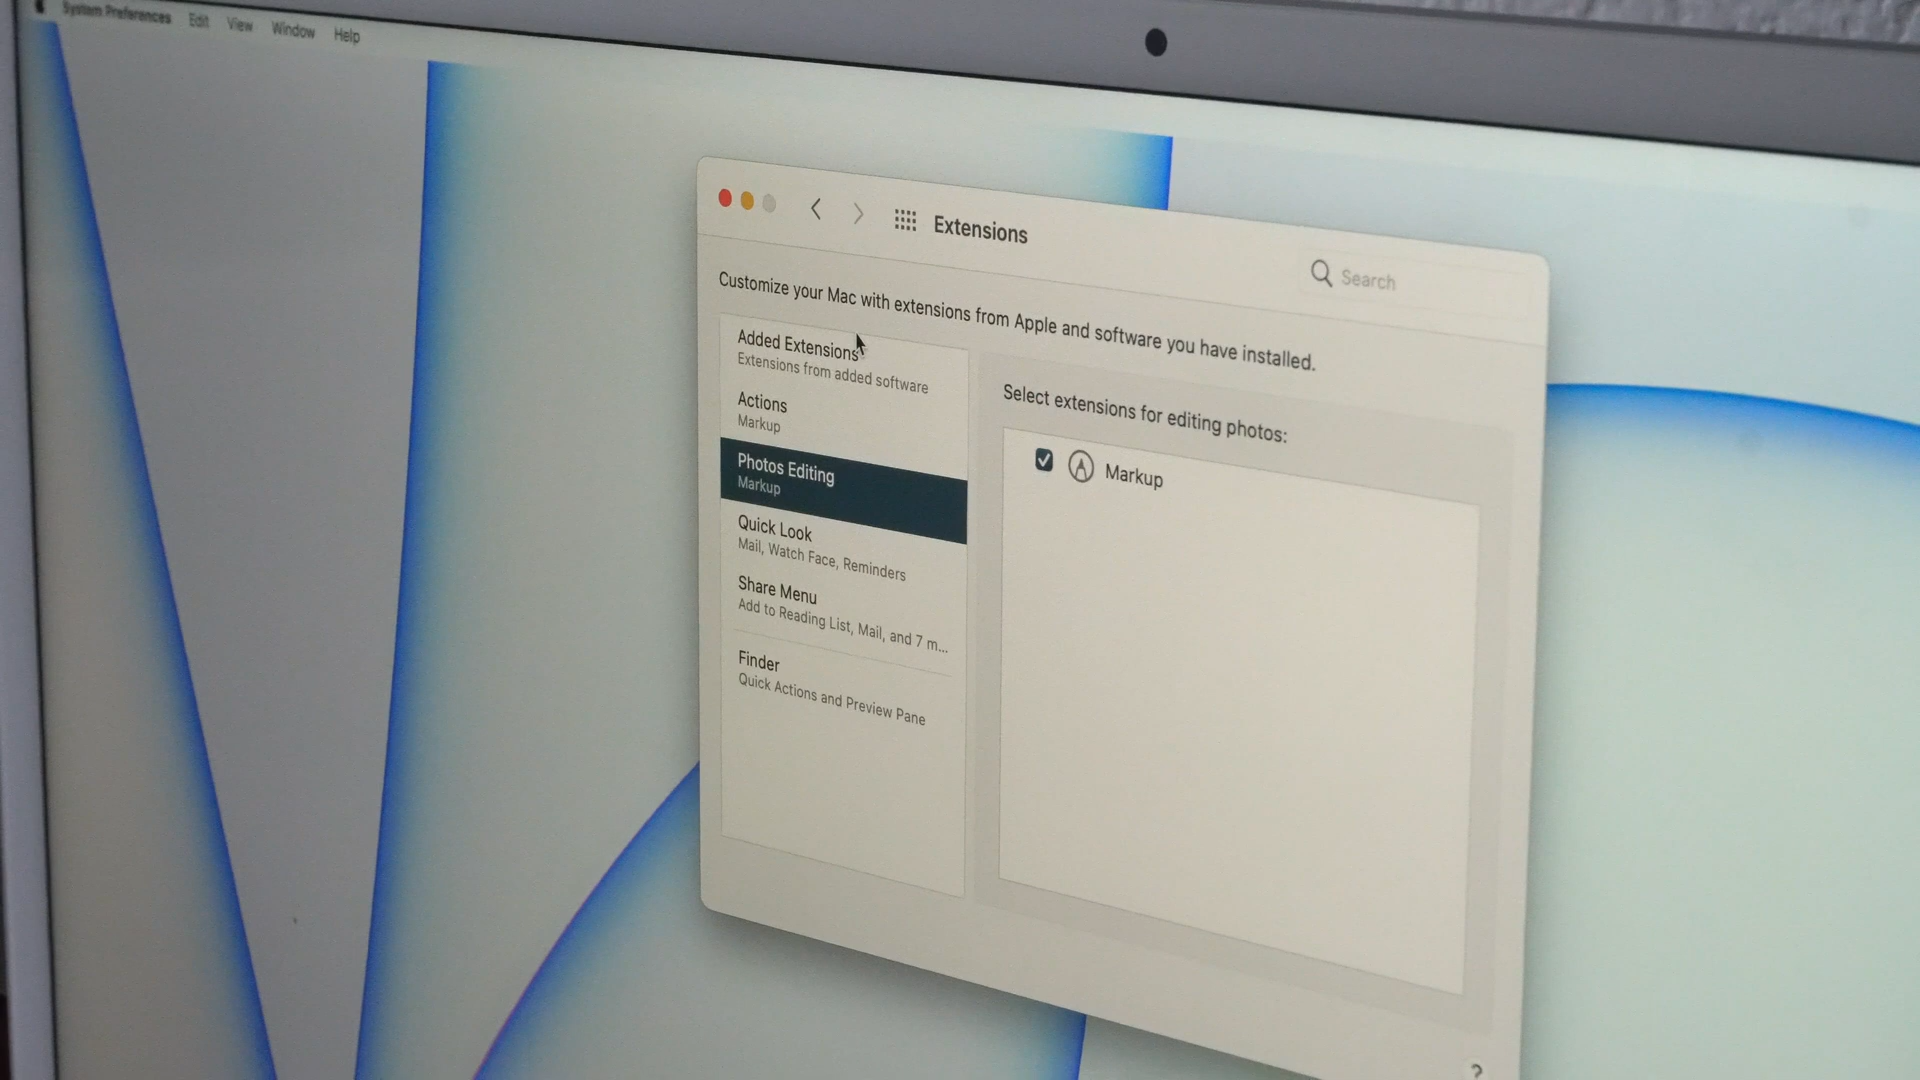 System Preferences Edit View Window Help
Extensions
Search
Customize your Mac with extensions from Apple and software you have installed.
Added Extensions
Extensions from added software
Actions
Markup
Photos Editing
Markup
Quick Look
Mail, Watch Face, Reminders
Share Menu
Add to Reading List, Mail, and 7 m...
Finder
Quick Actions and Preview Pane
Select extensions for editing photos:
Markup
?